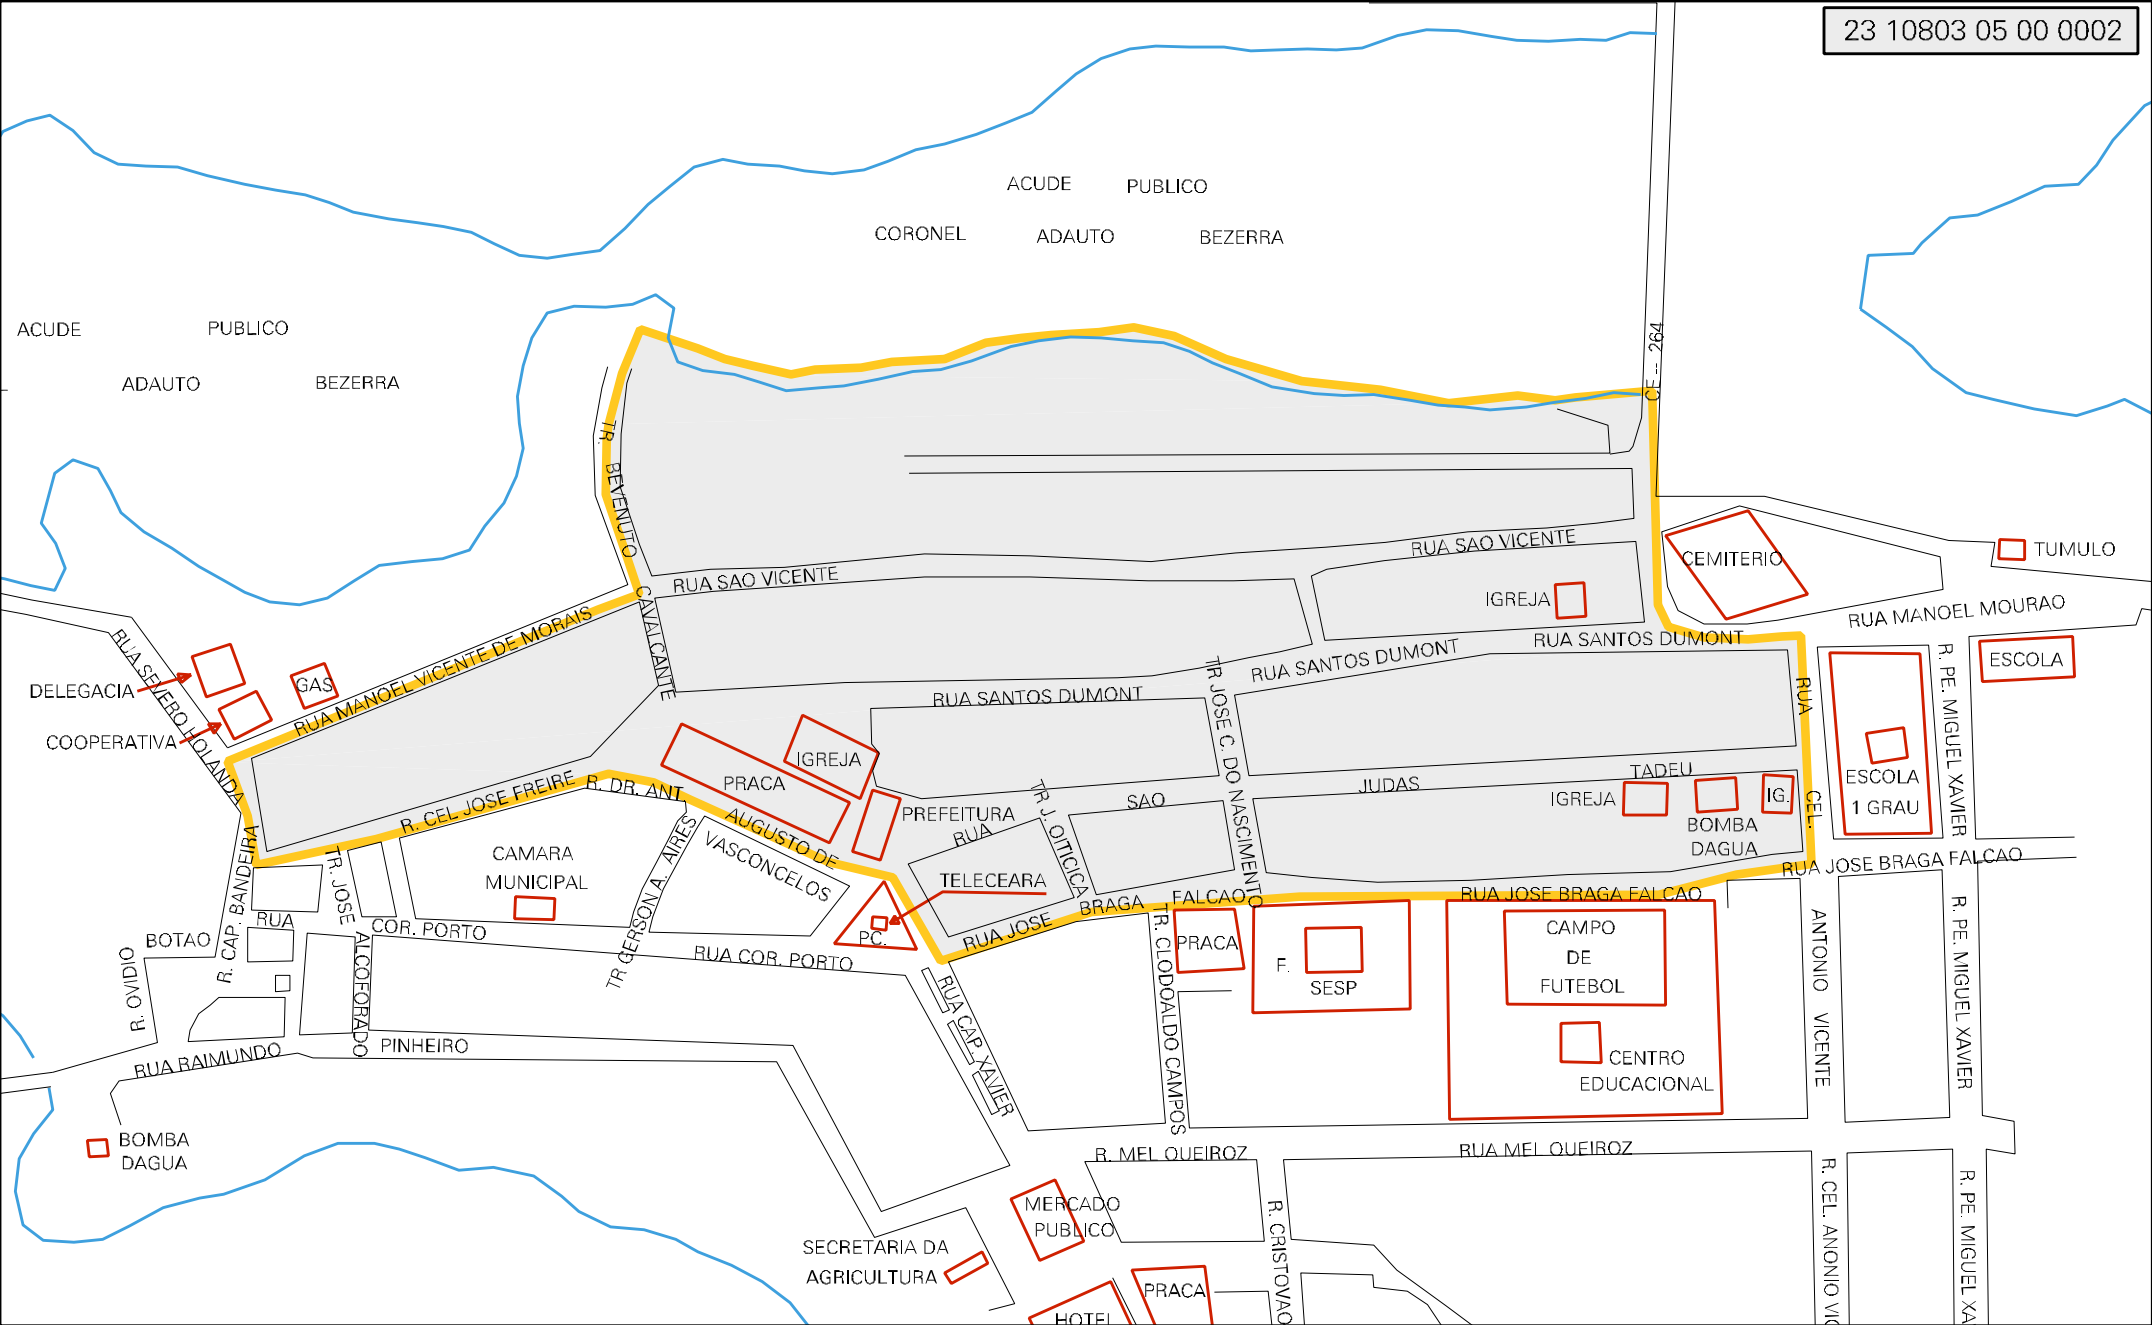 23 10803 05 00 0002
ACUDE PUBLICO
CORONEL ADAUTO BEZERRA
ACUDE PUBLICO
ADAUTO BEZERRA
CE -- 264
TR. BEVENUTO CAVALCANTE
RUA SAO VICENTE
RUA SAO VICENTE
CEMITERIO
TUMULO
IGREJA
RUA MANOEL MOURAO
RUA SANTOS DUMONT
RUA SANTOS DUMONT
RUA SANTOS DUMONT
ESCOLA
RUA SEVERO HOLANDA
RUA MANOEL VICENTE DE MORAIS
DELEGACIA
GAS
COOPERATIVA
R. CEL JOSE FREIRE
R. DR. ANT
AUGUSTO DE
VASCONCELOS
PRACA
IGREJA
PREFEITURA
RUA
SAO
JUDAS
TADEU
TR JOSE C. DO NASCIMENTO
TR J. OITICICA
IGREJA
BOMBA
DAGUA
IG.
RUA
CEL.
ANTONIO VICENTE
ESCOLA
1 GRAU
R. PE. MIGUEL XAVIER
RUA JOSE BRAGA FALCAO
RUA JOSE BRAGA FALCAO
RUA JOSE BRAGA FALCAO
TELECEARA
PC.
CAMARA
MUNICIPAL
TR GERSON A. AIRES
TR. JOSE ALCOFORADO
R. CAP. BANDEIRA
RUA
COR. PORTO
RUA COR. PORTO
BOTAO
R. OVIDIO
RUA RAIMUNDO
PINHEIRO
BOMBA
DAGUA
RUA CAP. XAVIER
TR. CLODOALDO CAMPOS
PRACA
F.
SESP
CAMPO
DE
FUTEBOL
CENTRO
EDUCACIONAL
R. PE. MIGUEL XAVIER
R. MEL QUEIROZ
RUA MEL QUEIROZ
MERCADO
PUBLICO
SECRETARIA DA
AGRICULTURA
PRACA
HOTEL
R. CRISTOVAO
R. CEL. ANONIO VIC
R. PE. MIGUEL XA